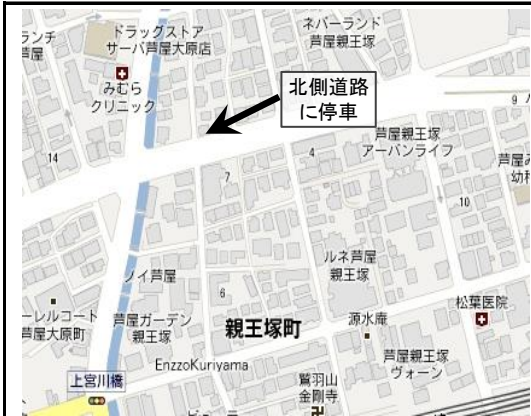 ランチ
芦屋
ドラッグストア
サーバ芦屋大原店
みむら
クリニック
ネバーランド
芦屋親王塚
北側道路
に停車
9
14
7
4
芦屋親王塚
アーバンライフ
芦屋み
幼稚
10
ノイ芦屋
6
ルネ芦屋
親王塚
ーレルコート
芦屋大原町
芦屋ガーデン
親王塚
親王塚町
源水庵
松葉医院
EnzzoKuriyama
芦屋親王塚
ヴォーン
上宮川橋
鷲羽山
金剛寺